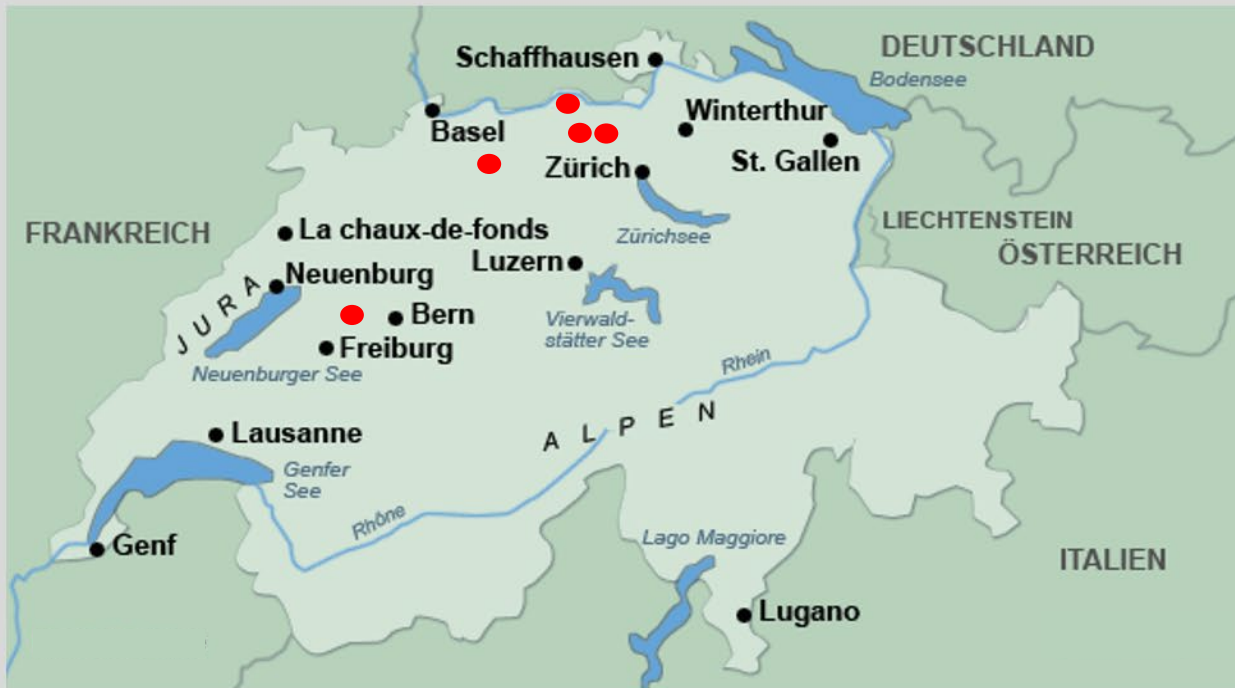 Schaffhausen
DEUTSCHLAND
Bodensee
Basel
Winterthur
St. Gallen
Zürich
FRANKREICH
La chaux-de-fonds
Zürichsee
LIECHTENSTEIN
ÖSTERREICH
Luzern
Neuenburg
JURA
Bern
Vierwald-
stätter See
Freiburg
Neuenburger See
Rhein
ALPEN
Lausanne
Genfer
See
Rhône
Genf
Lago Maggiore
ITALIEN
Lugano